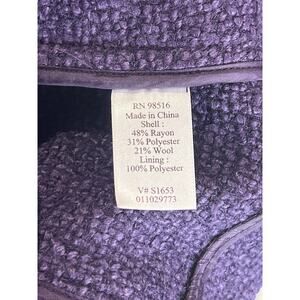 RN 98516
Made in China
Shell :
48% Rayon
31% Polyester
21% Wool
Lining :
100% Polyester
V# S1653
011029773